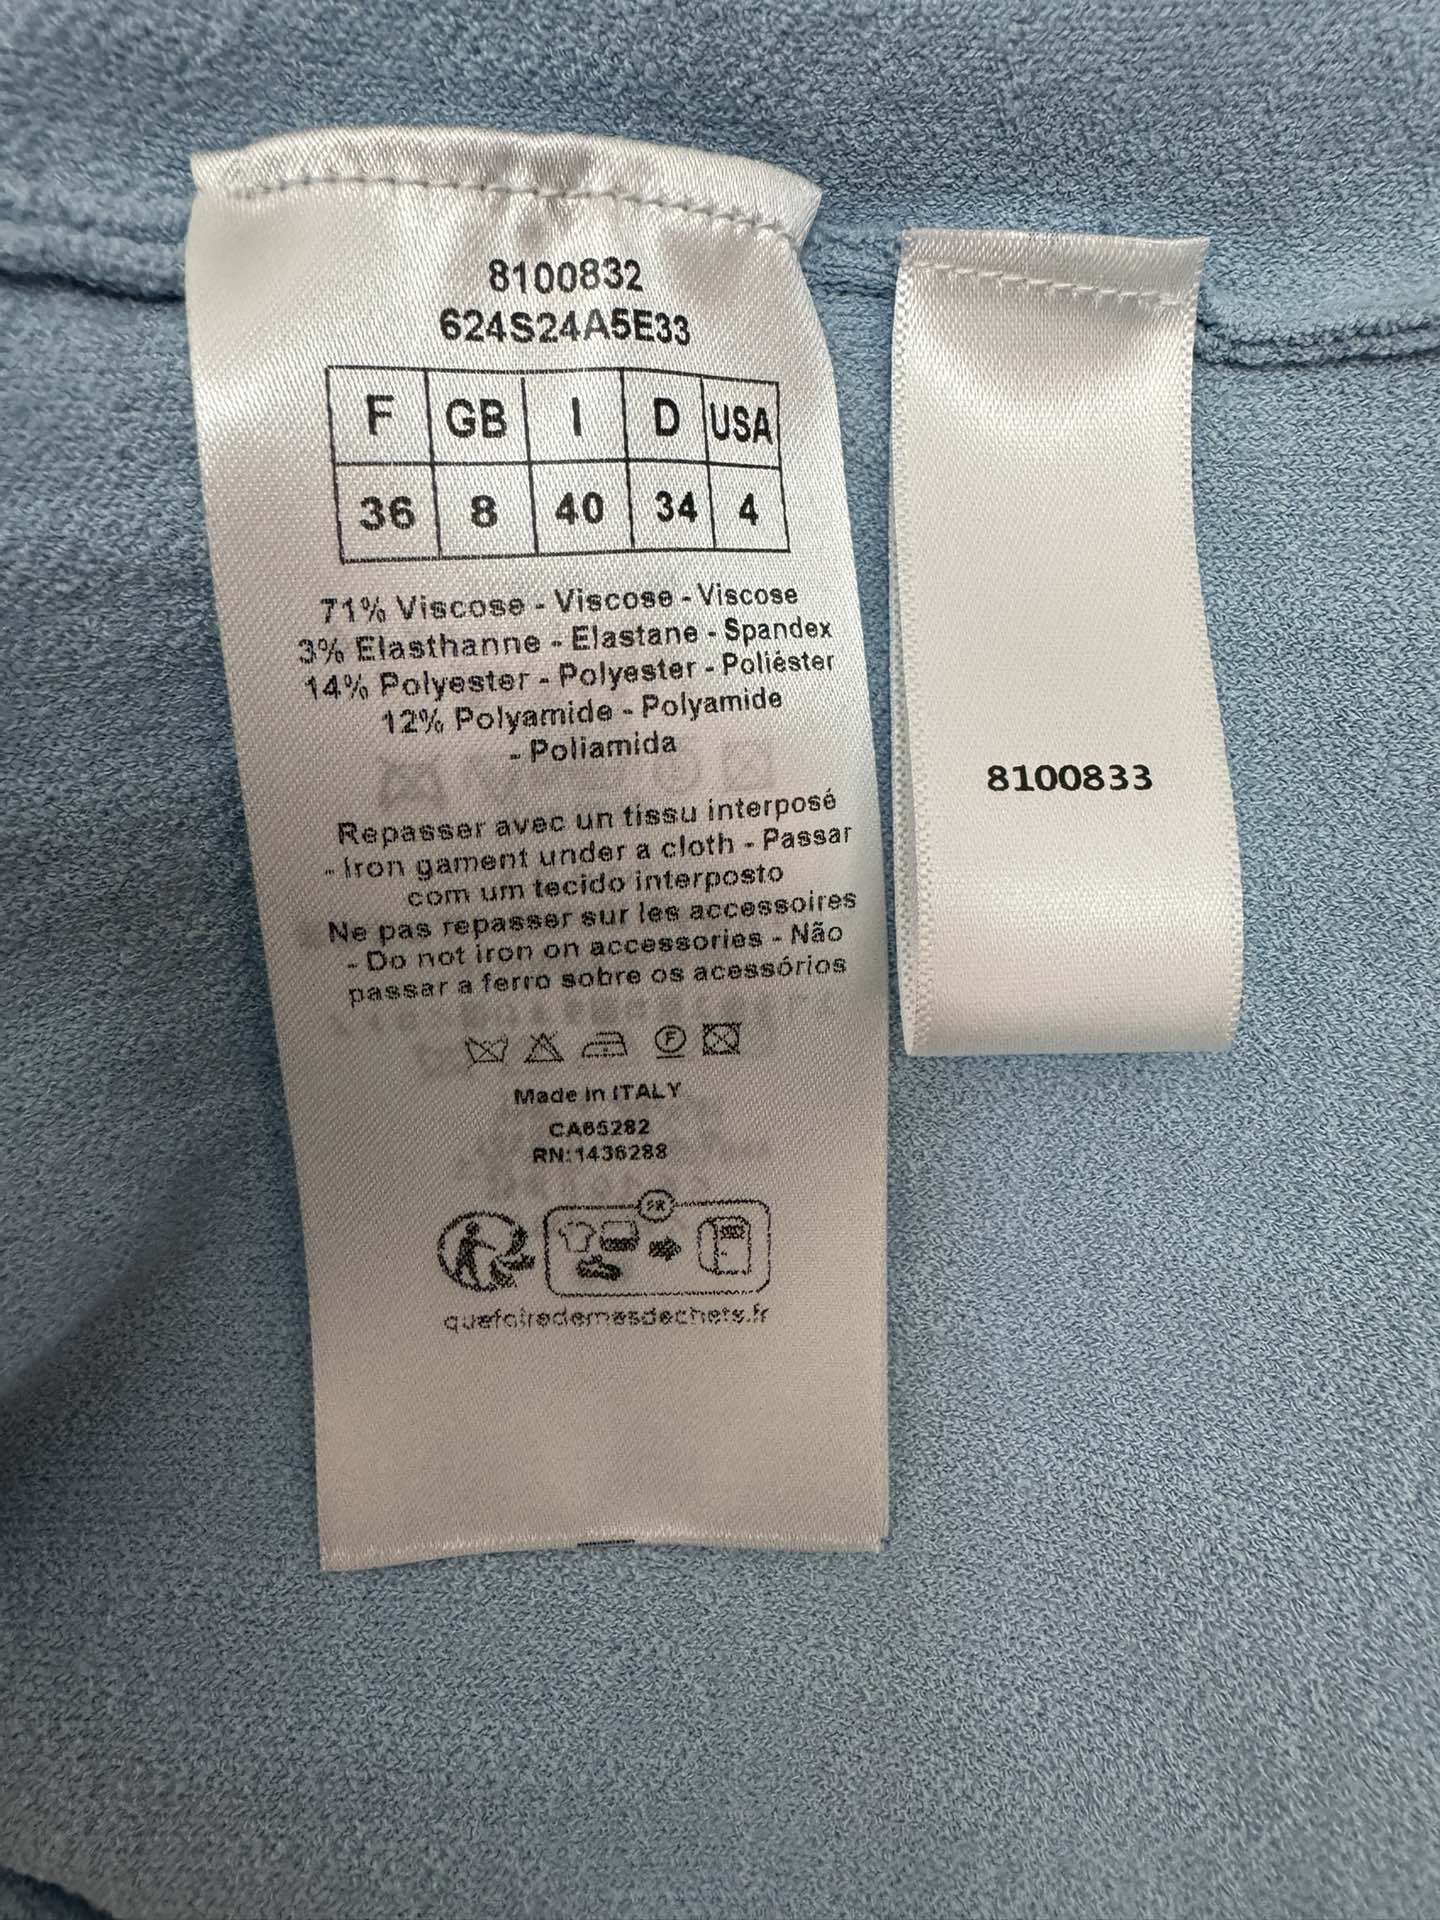 8100832
624S24A5E33
F GB I D USA
36 8 40 34 4
71% Viscose - Viscose - Viscose
3% Elasthanne - Elastane - Spandex
14% Polyester - Polyester - Poliéster
12% Polyamide - Polyamide
- Poliamida
Repasser avec un tissu interposé
- Iron gament under a cloth - Passar
com um tecido interposto
Ne pas repasser sur les accessoires
- Do not iron on accessories - Não
passar a ferro sobre os acessórios
F
Made in ITALY
CA65282
RN:1436288
FR
quefairedemesdechets.fr
8100833